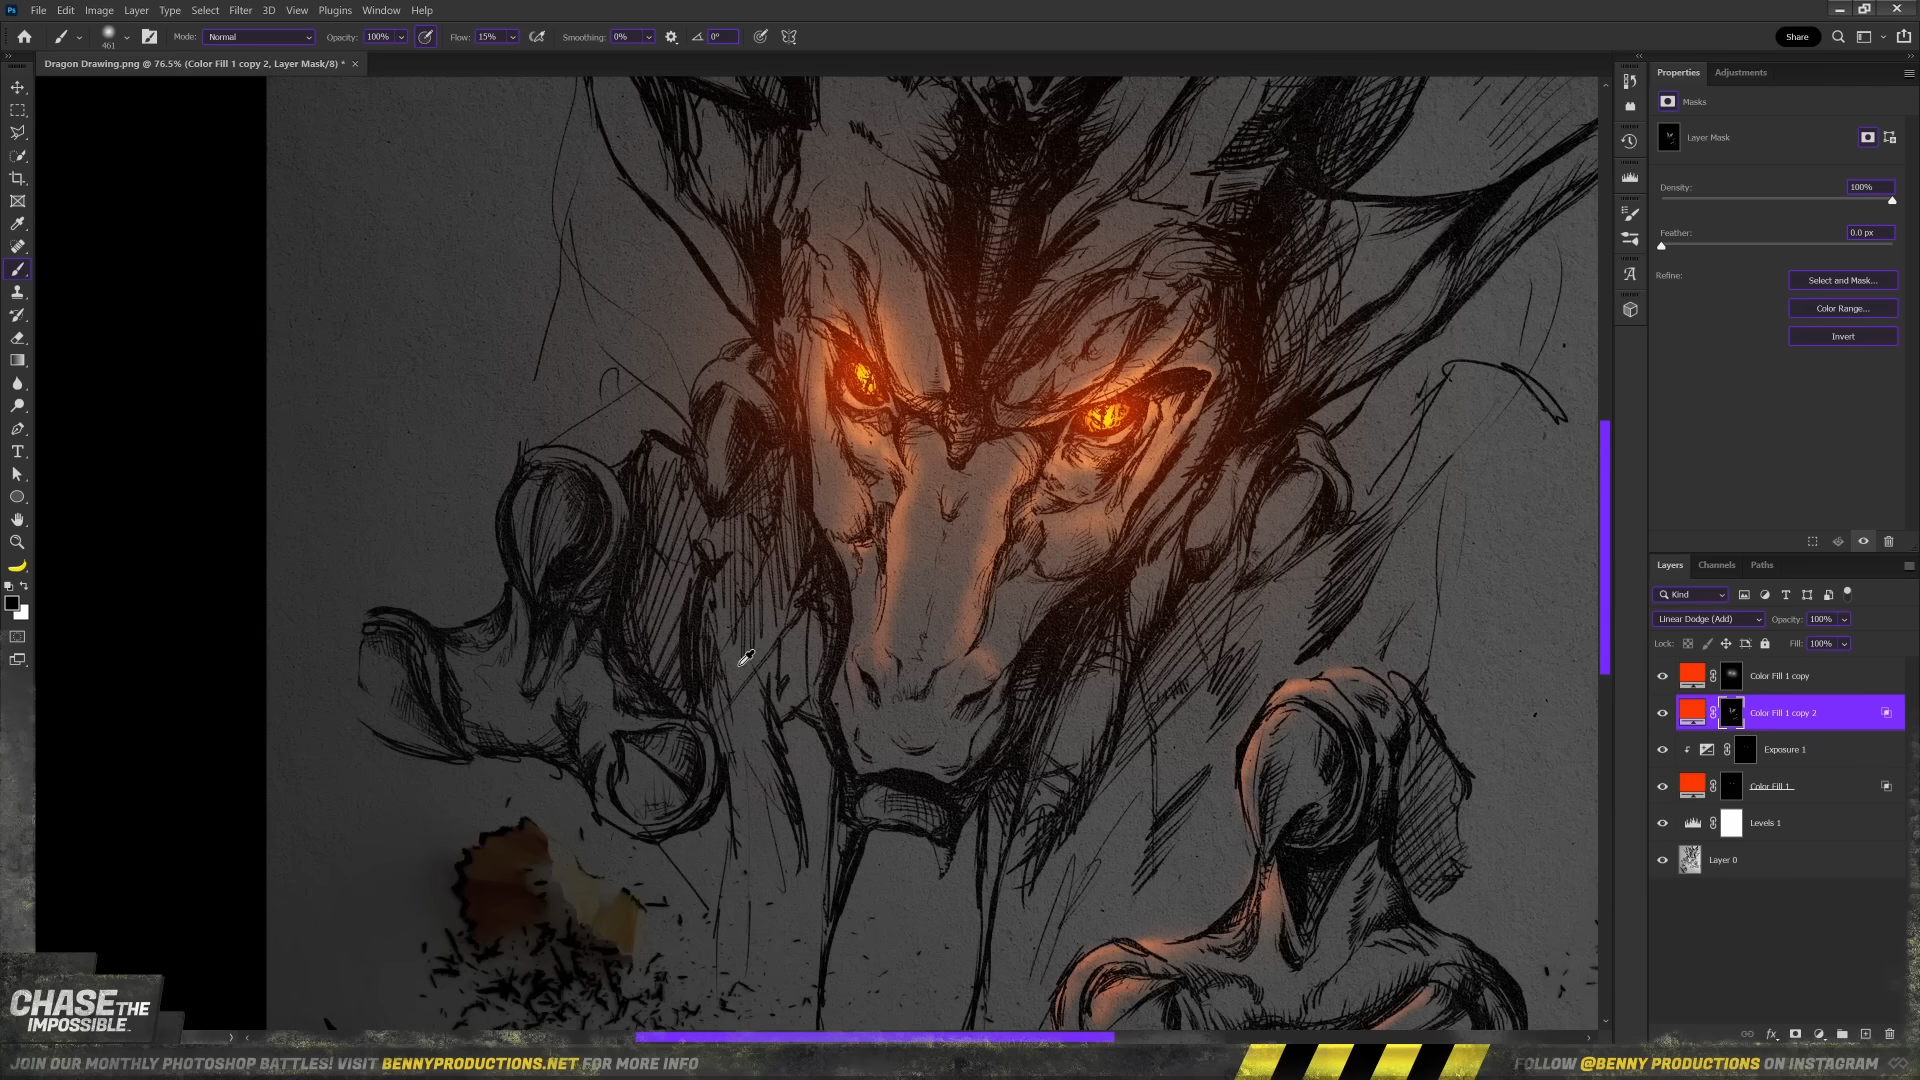 Ps File Edit Image Layer Type Select Filter 3D View Plugins Window Help
461 Mode: Normal Opacity: 100% Flow: 15% Smoothing: 0% 0° Share
Dragon Drawing.png @ 76.5% (Color Fill 1 copy 2, Layer Mask/8) * ×
Properties Adjustments
Masks
Layer Mask
Density: 100%
Feather: 0.0 px
Refine: Select and Mask...
Color Range...
Invert
Layers Channels Paths
Kind
Linear Dodge (Add) Opacity: 100%
Lock: Fill: 100%
Color Fill 1 copy
Color Fill 1 copy 2
Exposure 1
Color Fill 1
Levels 1
Layer 0
CHASE THE
IMPOSSIBLE
JOIN OUR MONTHLY PHOTOSHOP BATTLES! VISIT BENNYPRODUCTIONS.NET FOR MORE INFO
FOLLOW @BENNY PRODUCTIONS ON INSTAGRAM